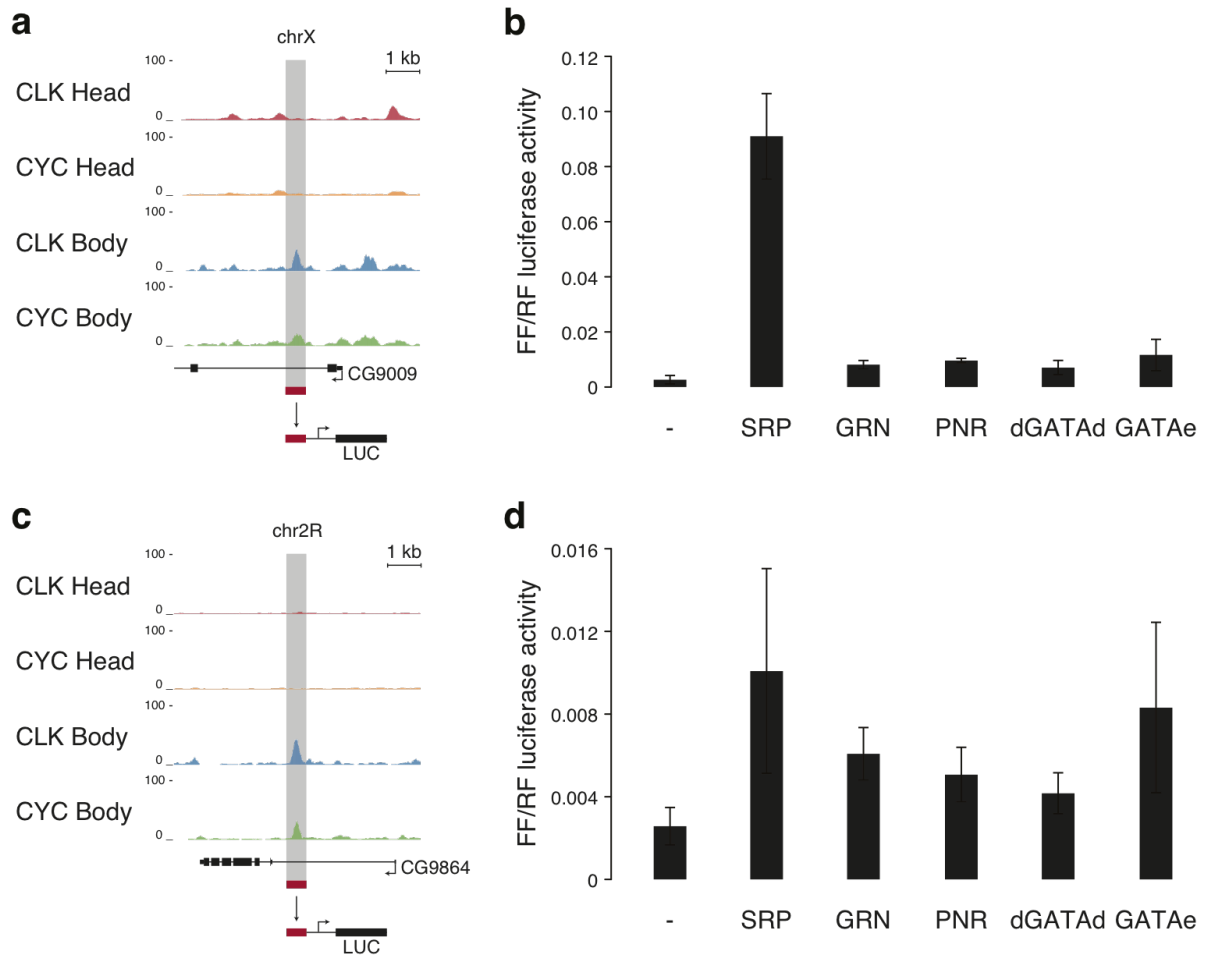 a
chrX
1 kb
100 -
CLK Head
0 _
100 -
CYC Head
0 _
100 -
CLK Body
0 _
100 -
CYC Body
0 _
CG9009
LUC
b
FF/RF luciferase activity
0.12
0.10
0.08
0.06
0.04
0.02
0
- SRP GRN PNR dGATAd GATAe
c
chr2R
1 kb
100 -
CLK Head
0 _
100 -
CYC Head
0 _
100 -
CLK Body
0 _
100 -
CYC Body
0 _
CG9864
LUC
d
FF/RF luciferase activity
0.016
0.012
0.008
0.004
0
- SRP GRN PNR dGATAd GATAe